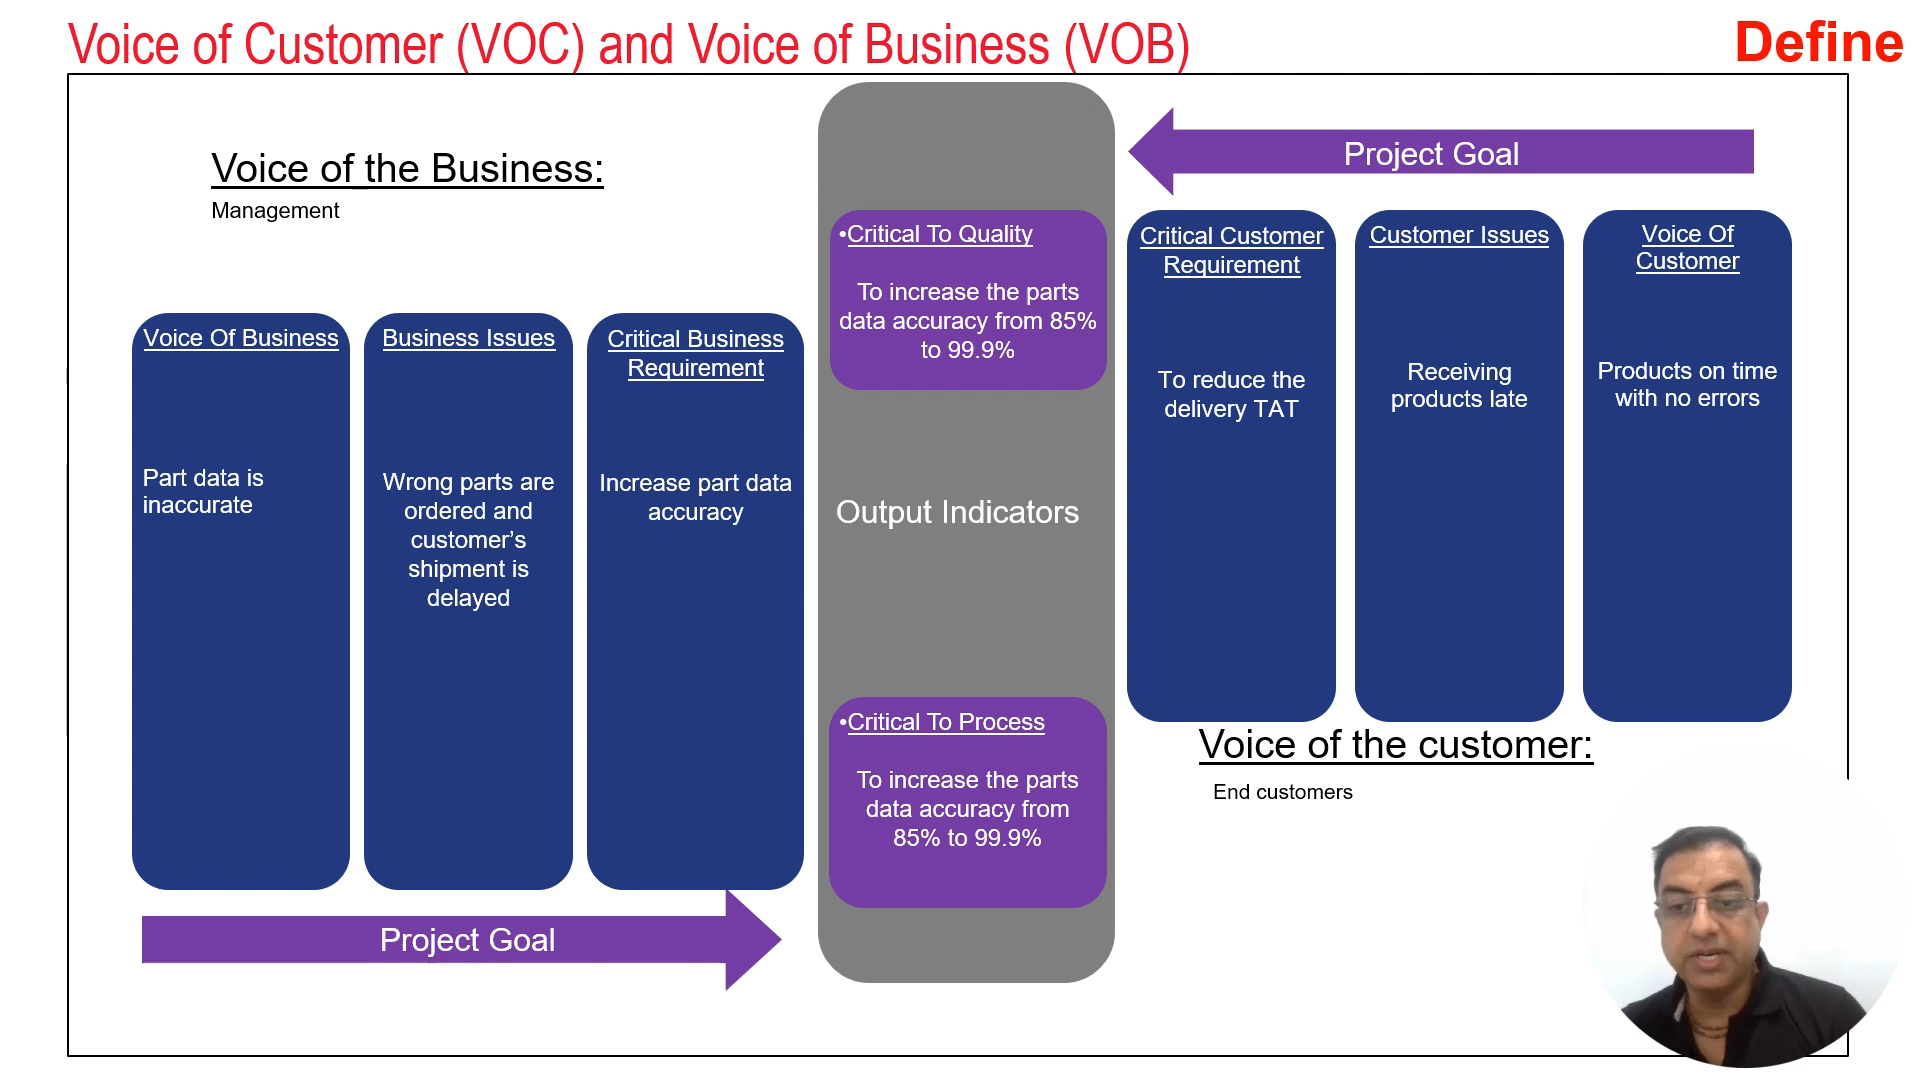 Voice of Customer (VOC) and Voice of Business (VOB)
Define
Voice of the Business:
Management
Voice Of Business
Part data is
inaccurate
Business Issues
Wrong parts are
ordered and
customer’s
shipment is
delayed
Critical Business
Requirement
Increase part data
accuracy
Project Goal
•Critical To Quality
To increase the parts
data accuracy from 85%
to 99.9%
Output Indicators
•Critical To Process
To increase the parts
data accuracy from
85% to 99.9%
Project Goal
Critical Customer
Requirement
To reduce the
delivery TAT
Customer Issues
Receiving
products late
Voice Of
Customer
Products on time
with no errors
Voice of the customer:
End customers